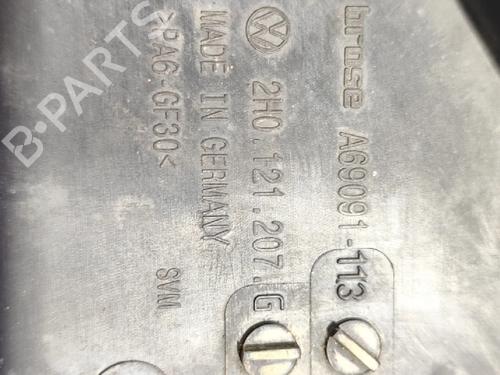 brose A69091-113
2H0.121.207.G
MADE IN GERMANY
>PA6-GF30<
SVM
B-PARTS